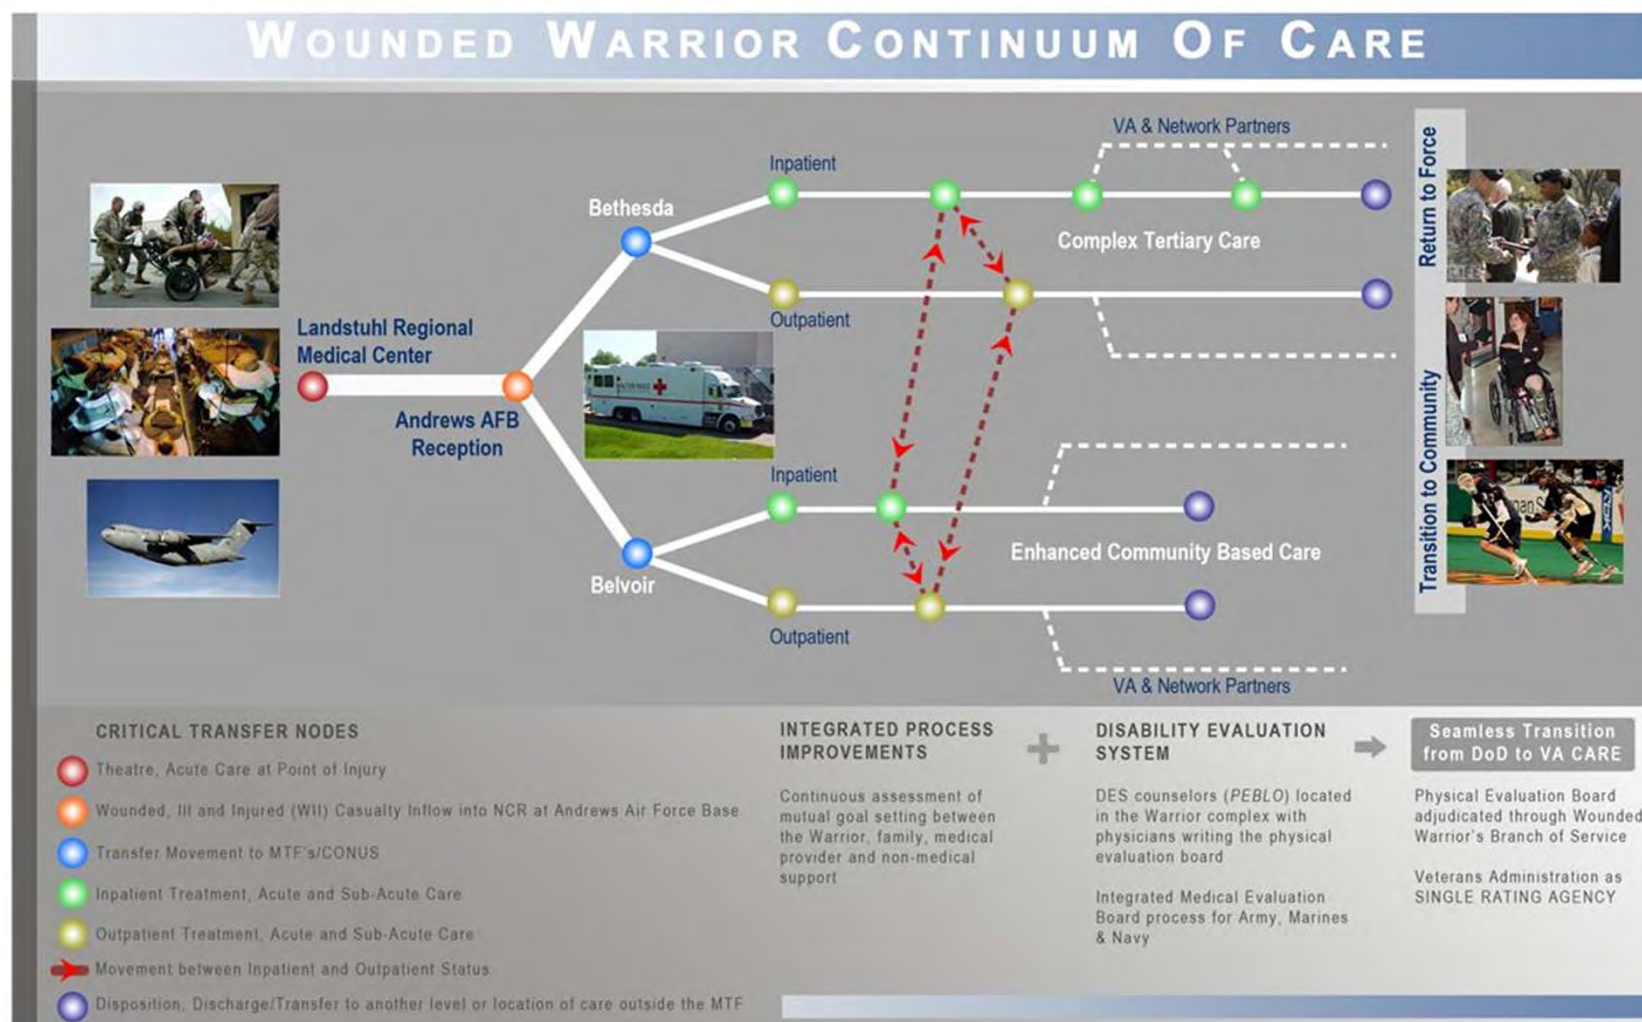 WOUNDED WARRIOR CONTINUUM OF CARE
VA & Network Partners
Inpatient
Bethesda
Complex Tertiary Care
Outpatient
Landstuhl Regional
Medical Center
Andrews AFB
Reception
Inpatient
Enhanced Community Based Care
Belvoir
Outpatient
VA & Network Partners
Return to Force
Transition to Community
CRITICAL TRANSFER NODES
Theatre, Acute Care at Point of Injury
Wounded, Ill and Injured (WII) Casualty Inflow into NCR at Andrews Air Force Base
Transfer Movement to MTF's/CONUS
Inpatient Treatment, Acute and Sub-Acute Care
Outpatient Treatment, Acute and Sub-Acute Care
Movement between Inpatient and Outpatient Status
Disposition, Discharge/Transfer to another level or location of care outside the MTF
INTEGRATED PROCESS
IMPROVEMENTS
Continuous assessment of
mutual goal setting between
the Warrior, family, medical
provider and non-medical
support
+
DISABILITY EVALUATION
SYSTEM
DES counselors (PEBLO) located
in the Warrior complex with
physicians writing the physical
evaluation board
Integrated Medical Evaluation
Board process for Army, Marines
& Navy
Seamless Transition
from DoD to VA CARE
Physical Evaluation Board
adjudicated through Wounded
Warrior's Branch of Service
Veterans Administration as
SINGLE RATING AGENCY